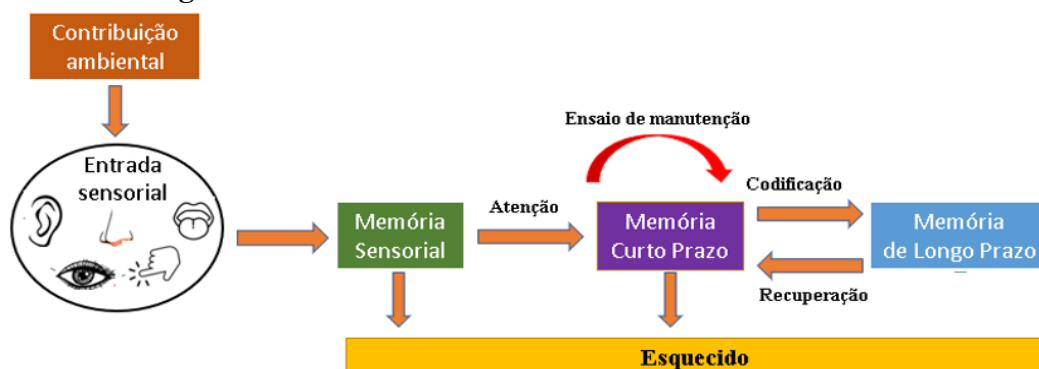 Contribuição
ambiental
Entrada
sensorial
Ensaio de manutenção
Memória
Sensorial
Atenção
Memória
Curto Prazo
Codificação
Recuperação
Memória
de Longo Prazo
Esquecido